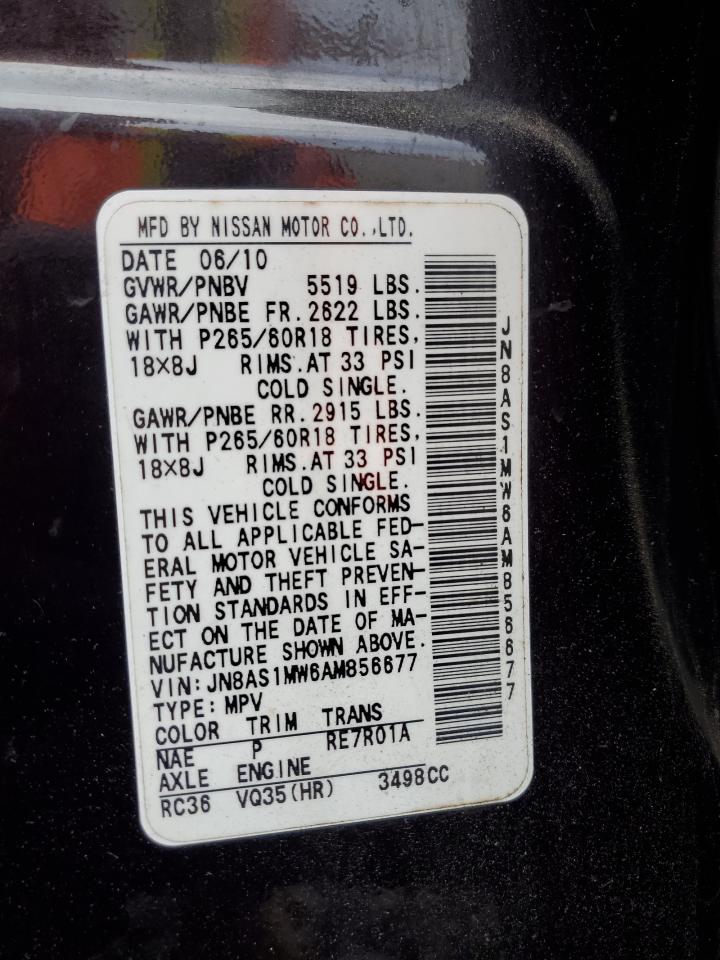 MFD BY NISSAN MOTOR CO.,LTD.
DATE 06/10
GVWR/PNBV 5519 LBS.
GAWR/PNBE FR.2622 LBS.
WITH P265/60R18 TIRES,
18×8J RIMS.AT 33 PSI
COLD SINGLE.
GAWR/PNBE RR.2915 LBS.
WITH P265/60R18 TIRES,
18×8J RIMS.AT 33 PSI
COLD SINGLE.
THIS VEHICLE CONFORMS
TO ALL APPLICABLE FED-
ERAL MOTOR VEHICLE SA-
FETY AND THEFT PREVEN-
TION STANDARDS IN EFF-
ECT ON THE DATE OF MA-
NUFACTURE SHOWN ABOVE.
VIN:JN8AS1MW6AM856677
TYPE:MPV
COLOR TRIM TRANS
NAE P RE7R01A
AXLE ENGINE
RC36 VQ35(HR) 3498CC
JN8AS1MW6AM856677